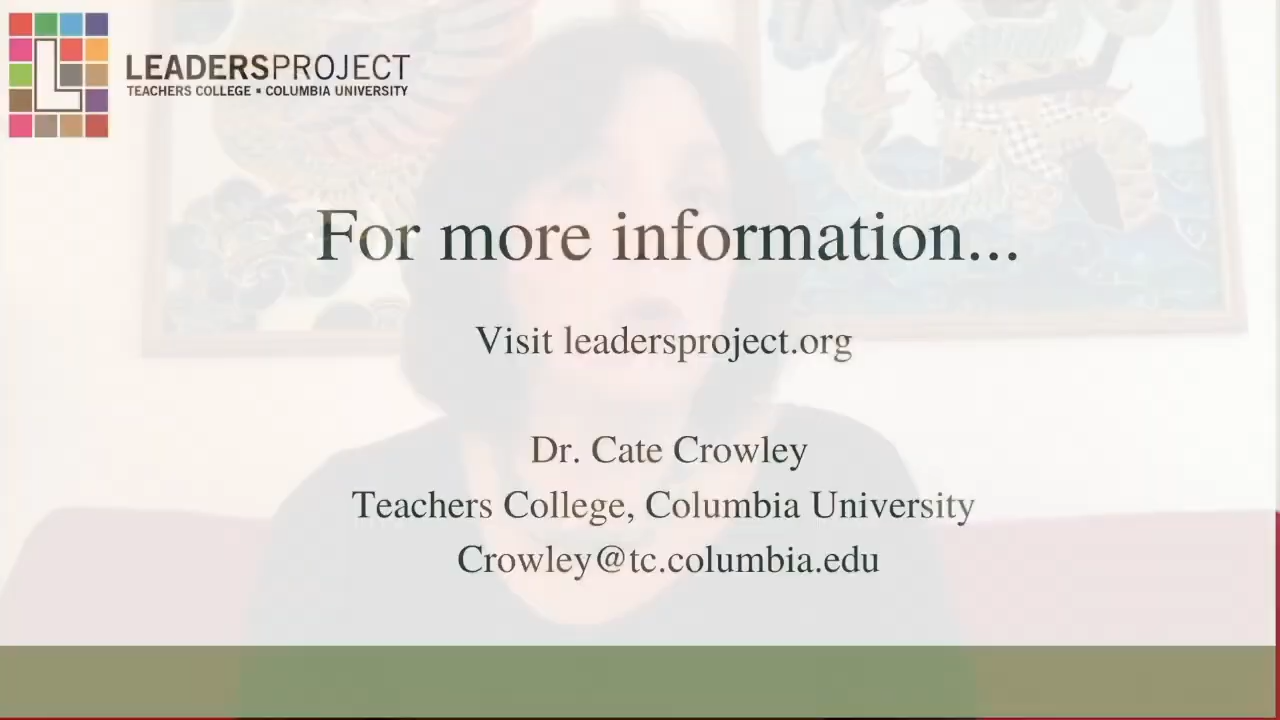 LEADERSPROJECT
TEACHERS COLLEGE ▪ COLUMBIA UNIVERSITY
For more information...
Visit leadersproject.org
Dr. Cate Crowley
Teachers College, Columbia University
Crowley@tc.columbia.edu